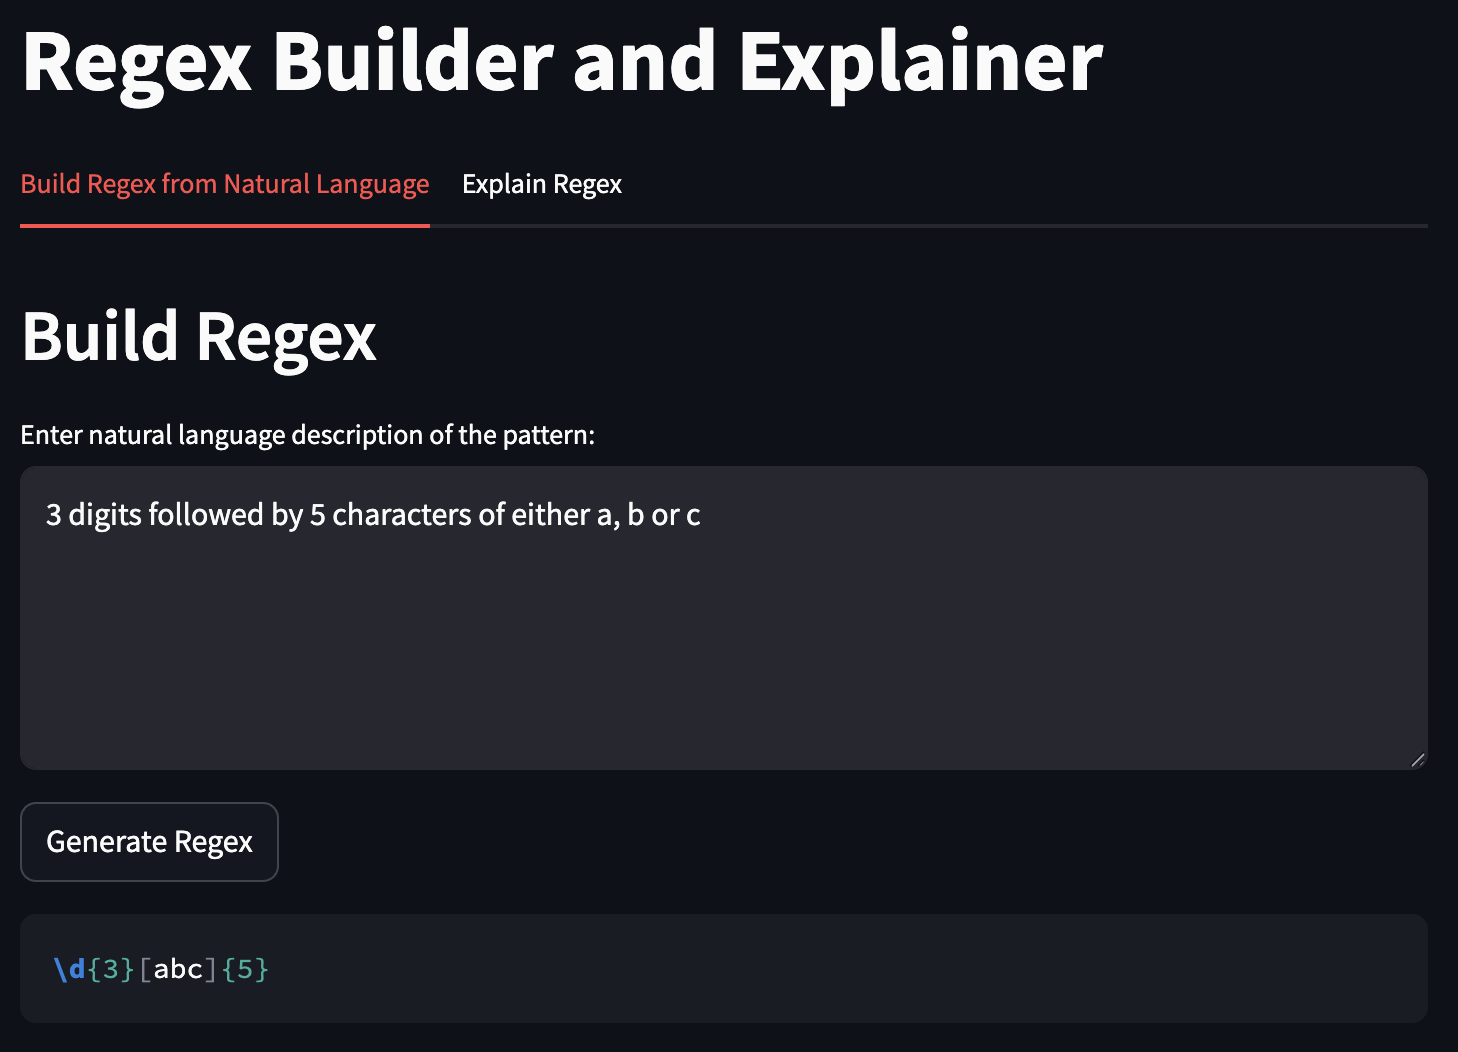 Regex Builder and Explainer
Build Regex from Natural Language Explain Regex
Build Regex
Enter natural language description of the pattern:
3 digits followed by 5 characters of either a, b or c
Generate Regex
\d{3}[abc]{5}